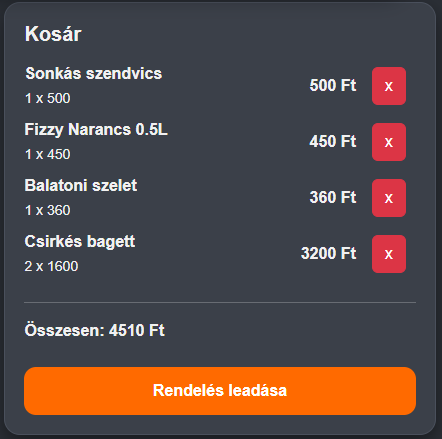 Kosár
Sonkás szendvics
1 x 500
500 Ft
x
Fizzy Narancs 0.5L
1 x 450
450 Ft
x
Balatoni szelet
1 x 360
360 Ft
x
Csirkés bagett
2 x 1600
3200 Ft
x
Összesen: 4510 Ft
Rendelés leadása